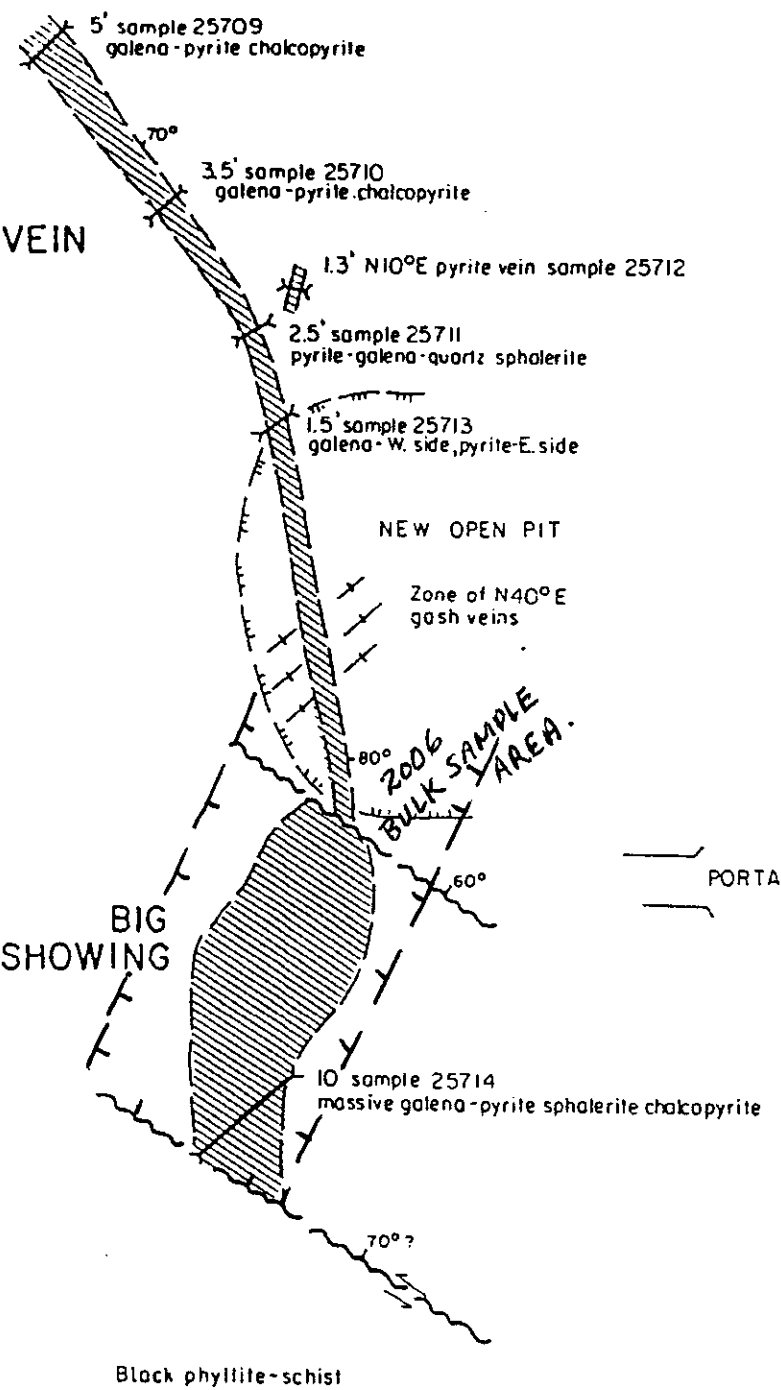 5' sample 25709
galena-pyrite chalcopyrite
70°
3.5' sample 25710
galena-pyrite.chalcopyrite
VEIN
1.3' N10°E pyrite vein sample 25712
2.5' sample 25711
pyrite-galena-quartz sphalerite
1.5' sample 25713
galena-W. side, pyrite-E. side
NEW OPEN PIT
Zone of N40°E
gash veins
80°
2006
BULK SAMPLE
AREA.
60°
PORTA
BIG
SHOWING
10' sample 25714
massive galena-pyrite sphalerite chalcopyrite
70°?
Black phyllite-schist